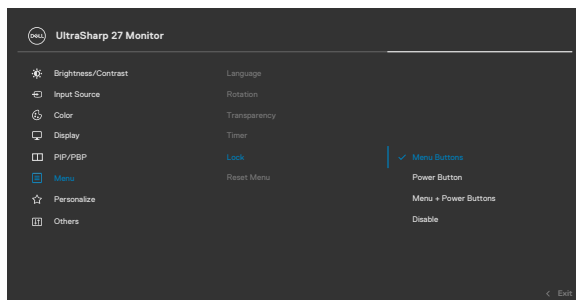 DELL UltraSharp 27 Monitor
Brightness/Contrast Language
Input Source Rotation
Color Transparency
Display Timer
PIP/PBP Lock Menu Buttons
Menu Reset Menu Power Button
Personalize Menu + Power Buttons
Others Disable
Exit